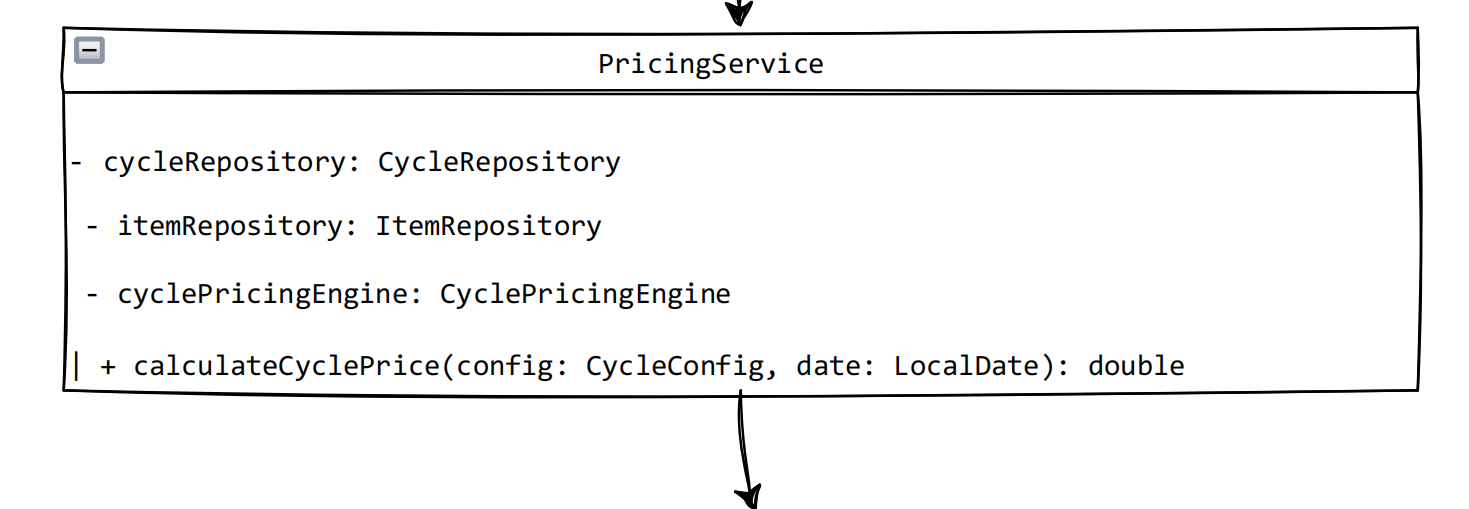 PricingService
- cycleRepository: CycleRepository
- itemRepository: ItemRepository
- cyclePricingEngine: CyclePricingEngine
| + calculateCyclePrice(config: CycleConfig, date: LocalDate): double